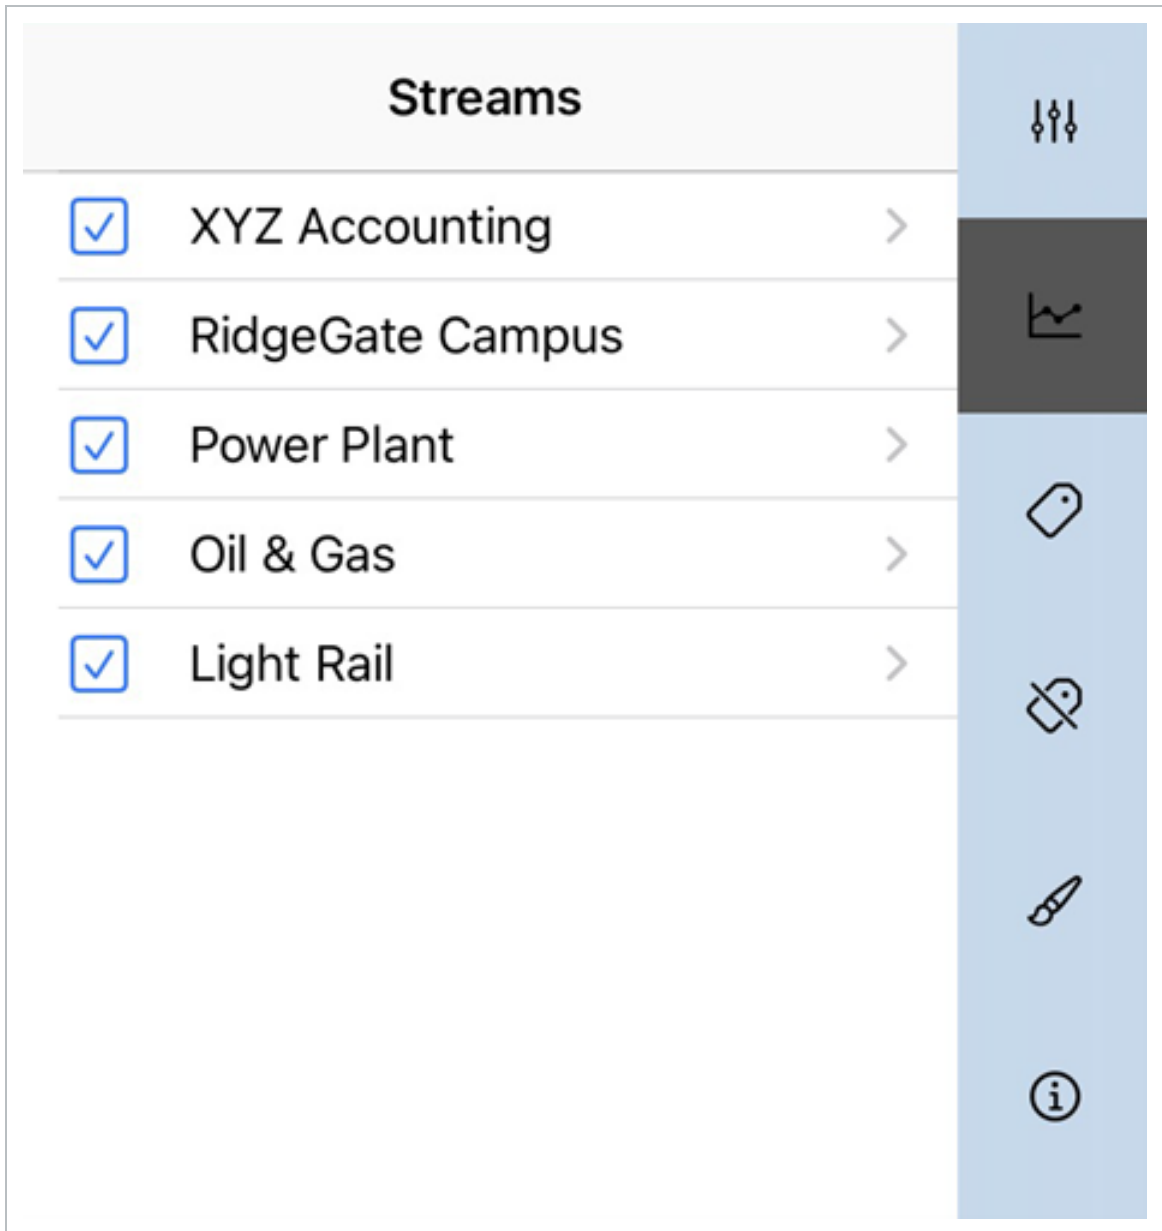 Streams
XYZ Accounting
RidgeGate Campus
Power Plant
Oil & Gas
Light Rail